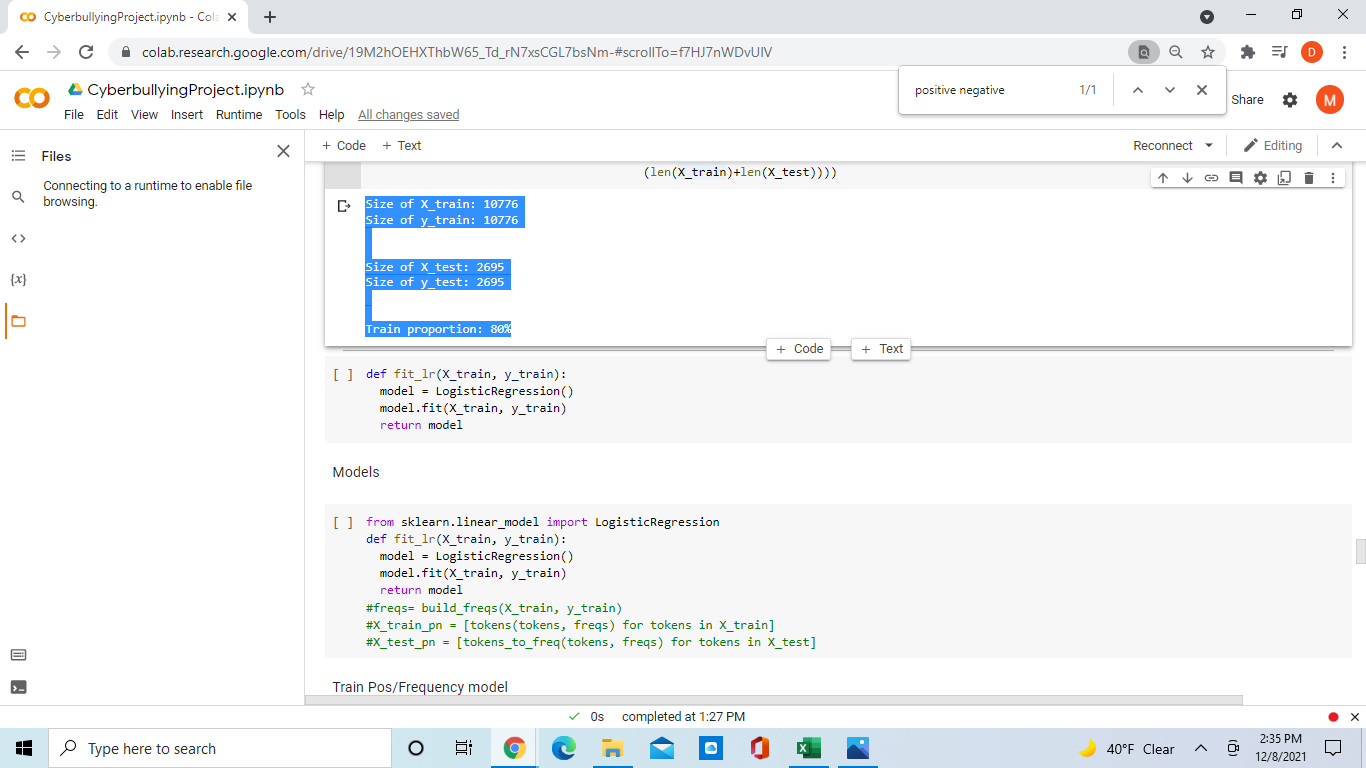 CyberbullyingProject.ipynb - Cola
colab.research.google.com/drive/19M2hOEHXThbW65_Td_rN7xsCGL7bsNm-#scrollTo=f7HJ7nWDvUIV
D
positive negative 1/1
CyberbullyingProject.ipynb
Share
M
File Edit View Insert Runtime Tools Help All changes saved
Files
+ Code + Text
Reconnect
Editing
Connecting to a runtime to enable file
browsing.
(len(X_train)+len(X_test))))
Size of X_train: 10776
Size of y_train: 10776
Size of X_test: 2695
Size of y_test: 2695
Train proportion: 80%
+ Code + Text
[ ] def fit_lr(X_train, y_train):
model = LogisticRegression()
model.fit(X_train, y_train)
return model
Models
[ ] from sklearn.linear_model import LogisticRegression
def fit_lr(X_train, y_train):
model = LogisticRegression()
model.fit(X_train, y_train)
return model
#freqs= build_freqs(X_train, y_train)
#X_train_pn = [tokens(tokens, freqs) for tokens in X_train]
#X_test_pn = [tokens_to_freq(tokens, freqs) for tokens in X_test]
Train Pos/Frequency model
0s completed at 1:27 PM
Type here to search
40°F Clear
2:35 PM
12/8/2021